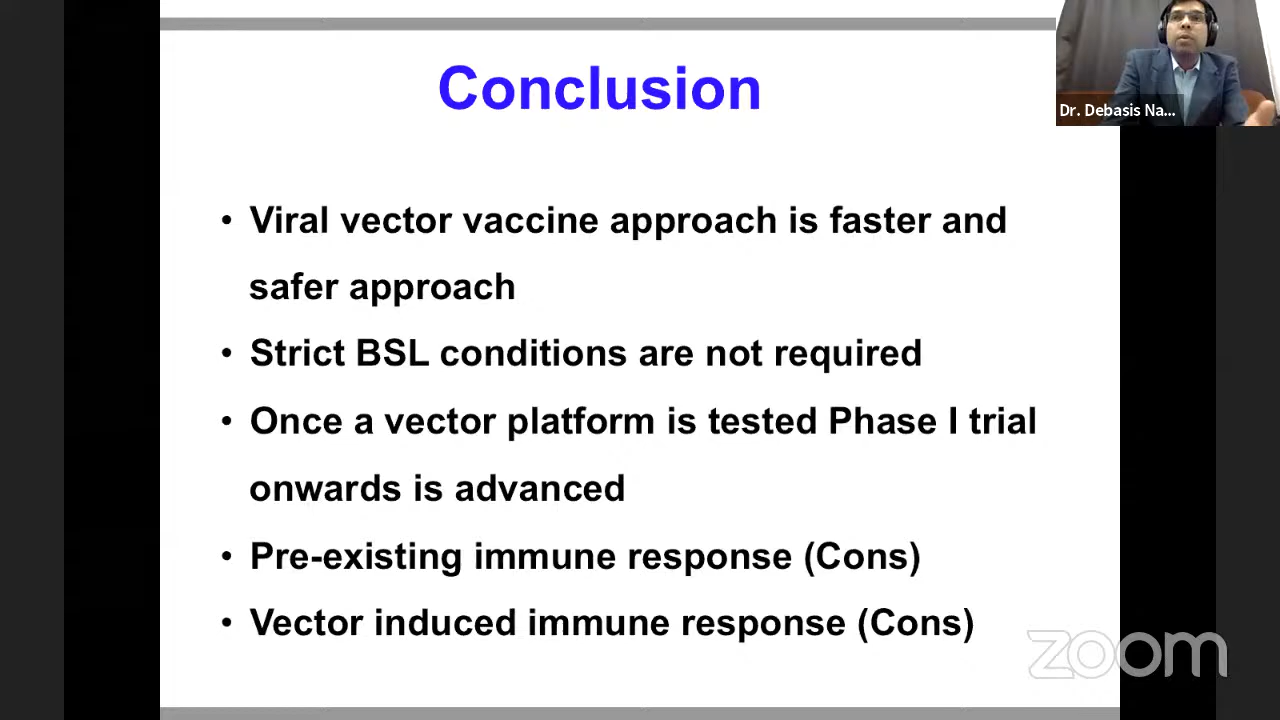 Conclusion
Dr. Debasis Na...
• Viral vector vaccine approach is faster and
safer approach
• Strict BSL conditions are not required
• Once a vector platform is tested Phase I trial
onwards is advanced
• Pre-existing immune response (Cons)
• Vector induced immune response (Cons)
zoom